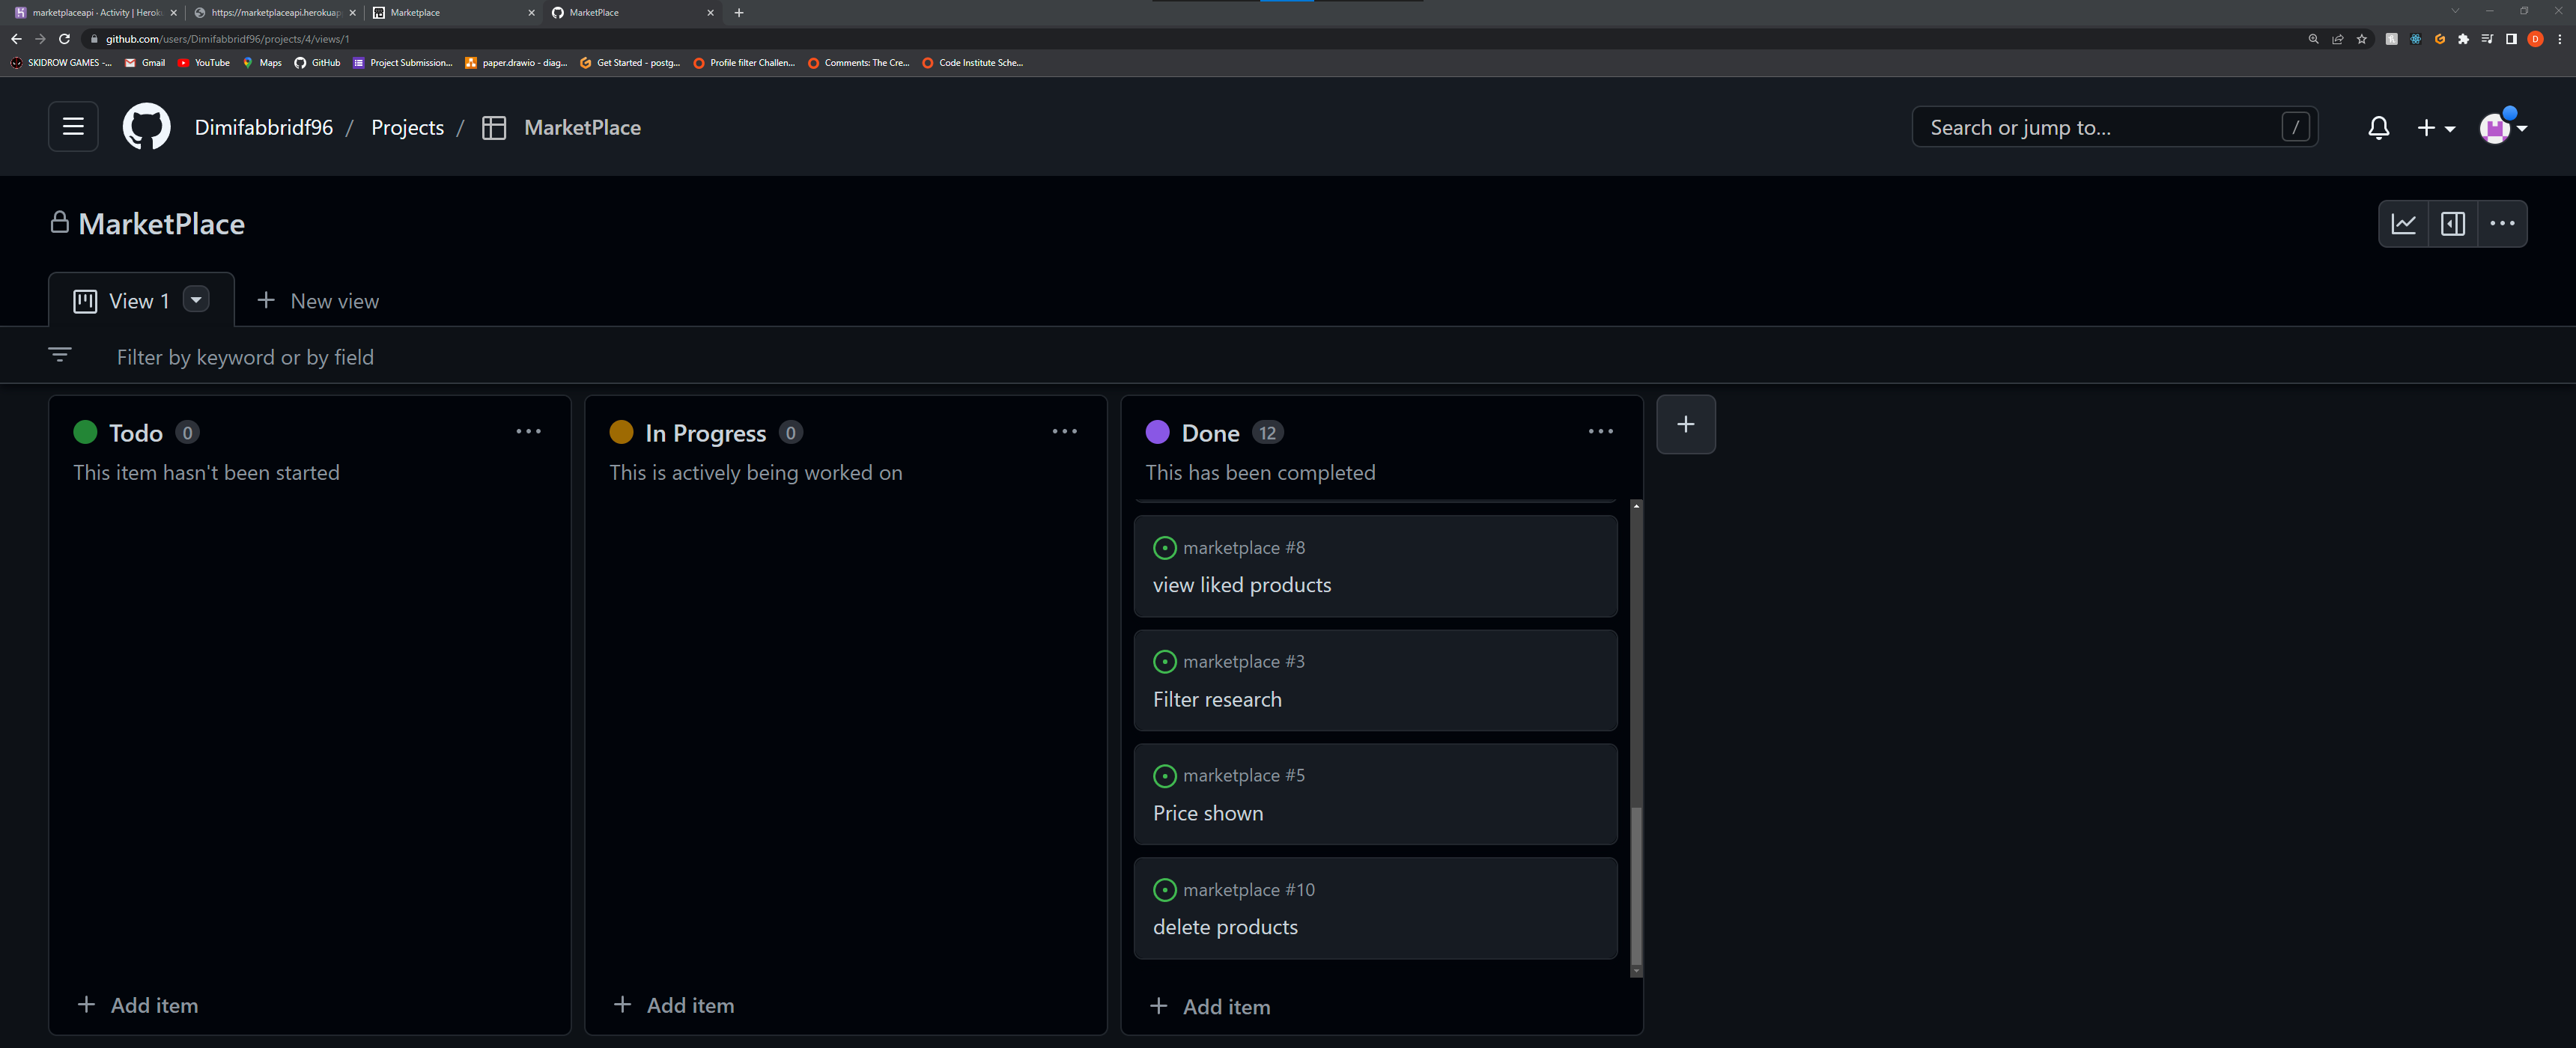 marketplaceapi - Activity | Heroku
https://marketplaceapi.herokuapp
Marketplace
MarketPlace
github.com/users/Dimifabbridf96/projects/4/views/1
SKIDROW GAMES -...
Gmail
YouTube
Maps
GitHub
Project Submission...
paper.drawio - diag...
Get Started - postg...
Profile filter Challen...
Comments: The Cre...
Code Institute Sche...
D
Dimifabbridf96 / Projects / MarketPlace
Search or jump to... /
MarketPlace
View 1
New view
Filter by keyword or by field
Todo 0
This item hasn't been started
Add item
In Progress 0
This is actively being worked on
Add item
Done 12
This has been completed
marketplace #8
view liked products
marketplace #3
Filter research
marketplace #5
Price shown
marketplace #10
delete products
Add item